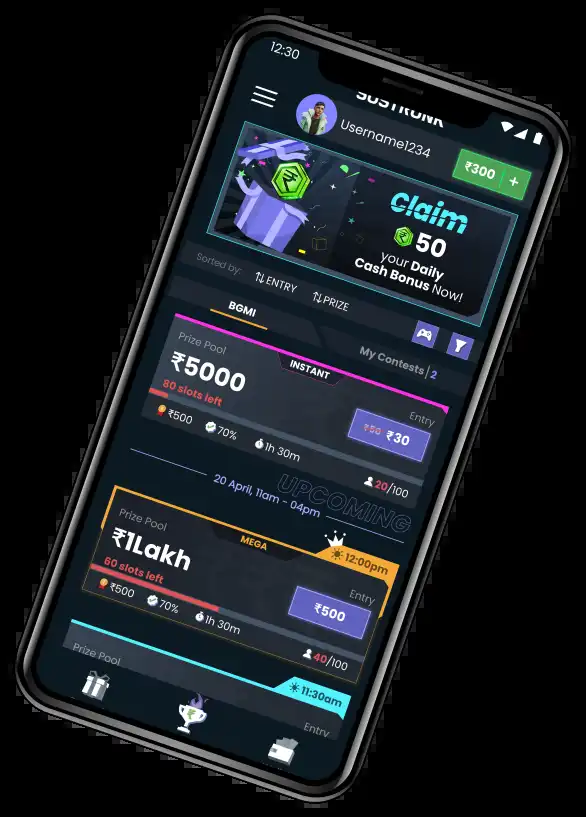 12:30
SOSTRONK
Username1234
₹300 +
Claim
50
your Daily
Cash Bonus Now!
Sorted by:
ENTRY
PRIZE
BGMI
My Contests | 2
INSTANT
Prize Pool
₹5000
Entry
80 slots left
₹50 ₹30
₹500
70%
1h 30m
20/100
UPCOMING
20 April, 11am - 04pm
12:00pm
MEGA
Prize Pool
₹1Lakh
Entry
60 slots left
₹500
₹500
70%
1h 30m
40/100
11:30am
Prize Pool
Entry